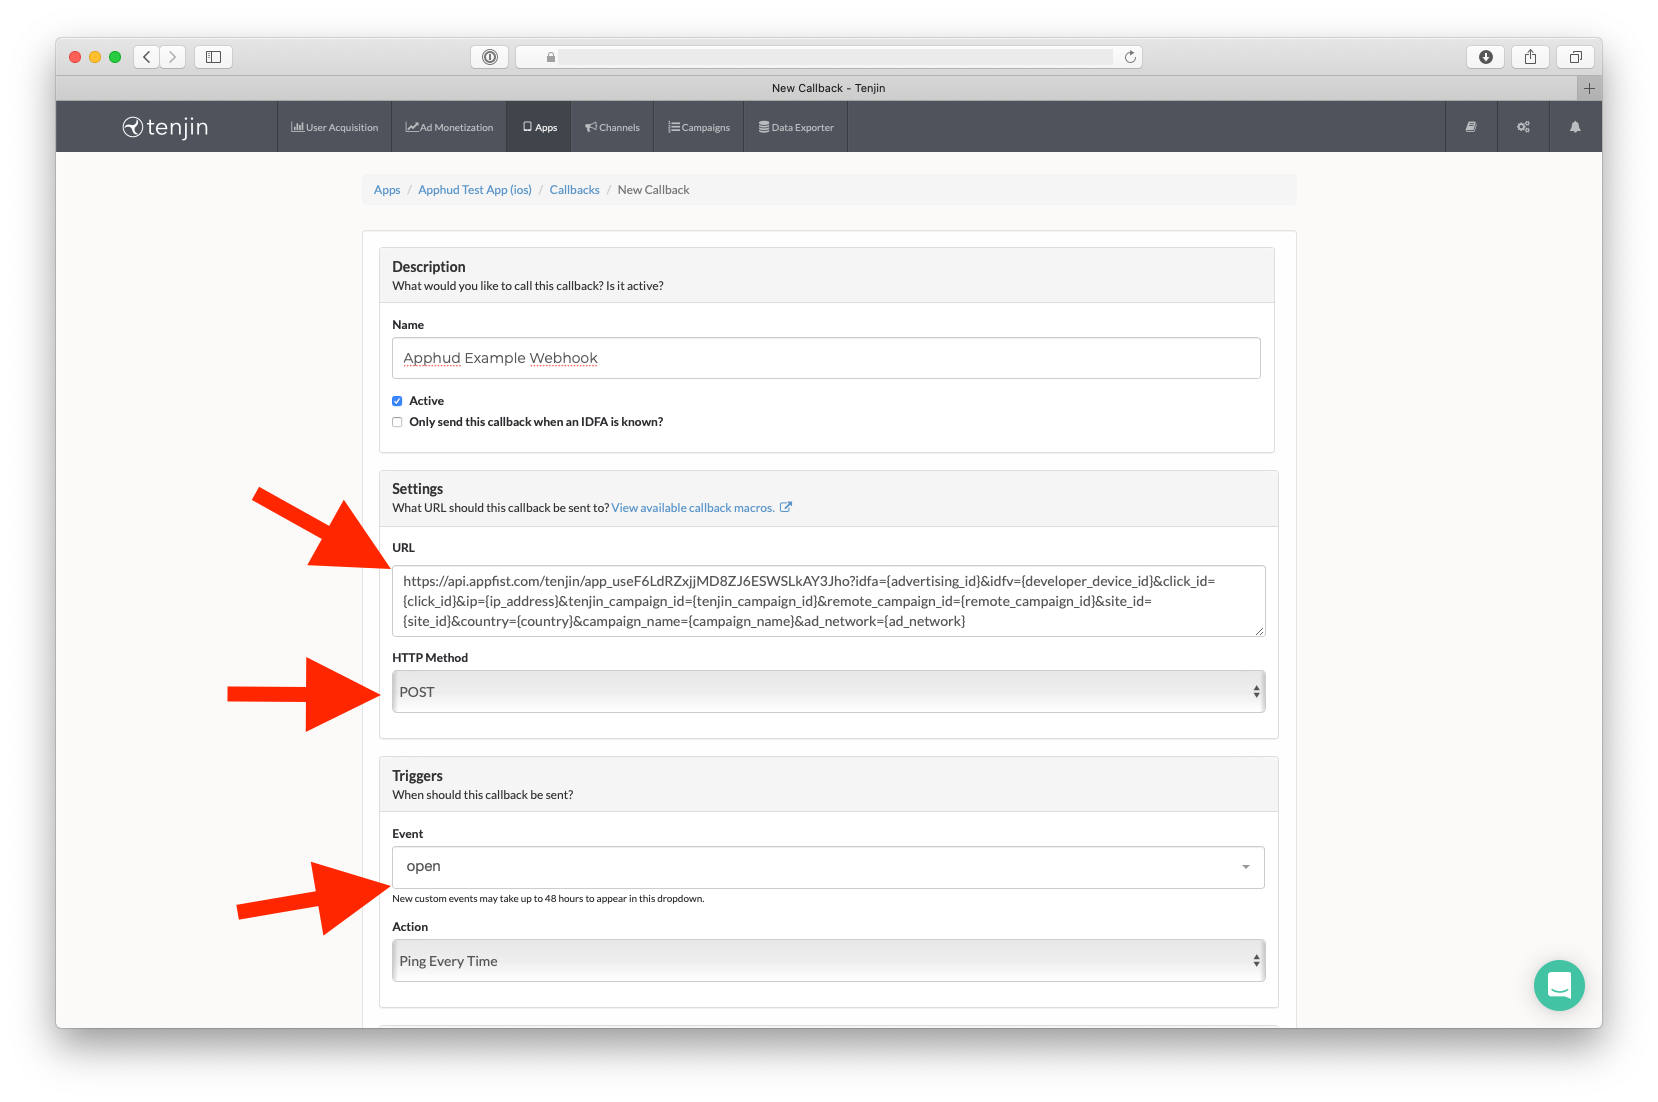 New Callback - Tenjin
tenjin
User Acquisition
Ad Monetization
Apps
Channels
Campaigns
Data Exporter
Apps / Apphud Test App (ios) / Callbacks / New Callback
Description
What would you like to call this callback? Is it active?
Name
Apphud Example Webhook
Active
Only send this callback when an IDFA is known?
Settings
What URL should this callback be sent to? View available callback macros.
URL
https://api.appfist.com/tenjin/app_useF6LdRZxjjMD8ZJ6ESWSLkAY3Jho?idfa={advertising_id}&idfv={developer_device_id}&click_id=
{click_id}&ip={ip_address}&tenjin_campaign_id={tenjin_campaign_id}&remote_campaign_id={remote_campaign_id}&site_id=
{site_id}&country={country}&campaign_name={campaign_name}&ad_network={ad_network}
HTTP Method
POST
Triggers
When should this callback be sent?
Event
open
New custom events may take up to 48 hours to appear in this dropdown.
Action
Ping Every Time